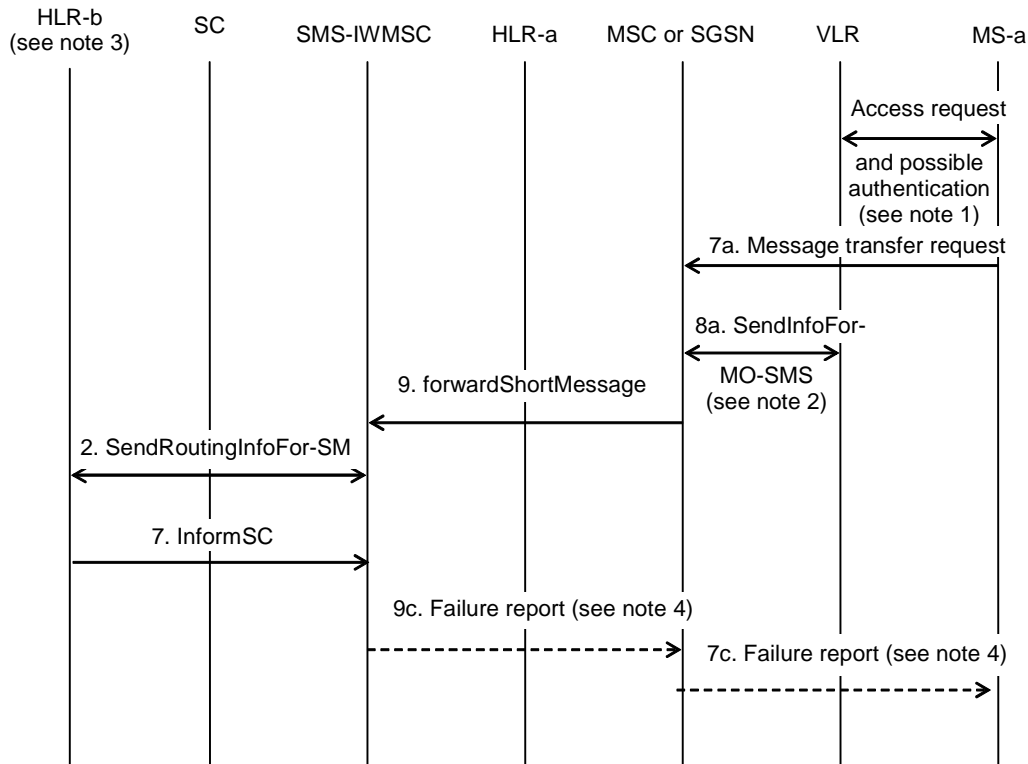 HLR-b
(see note 3)
SC
SMS-IWMSC
HLR-a
MSC or SGSN
VLR
MS-a
Access request
and possible
authentication
(see note 1)
7a. Message transfer request
8a. SendInfoFor-
MO-SMS
(see note 2)
9. forwardShortMessage
2. SendRoutingInfoFor-SM
7. InformSC
9c. Failure report (see note 4)
7c. Failure report (see note 4)